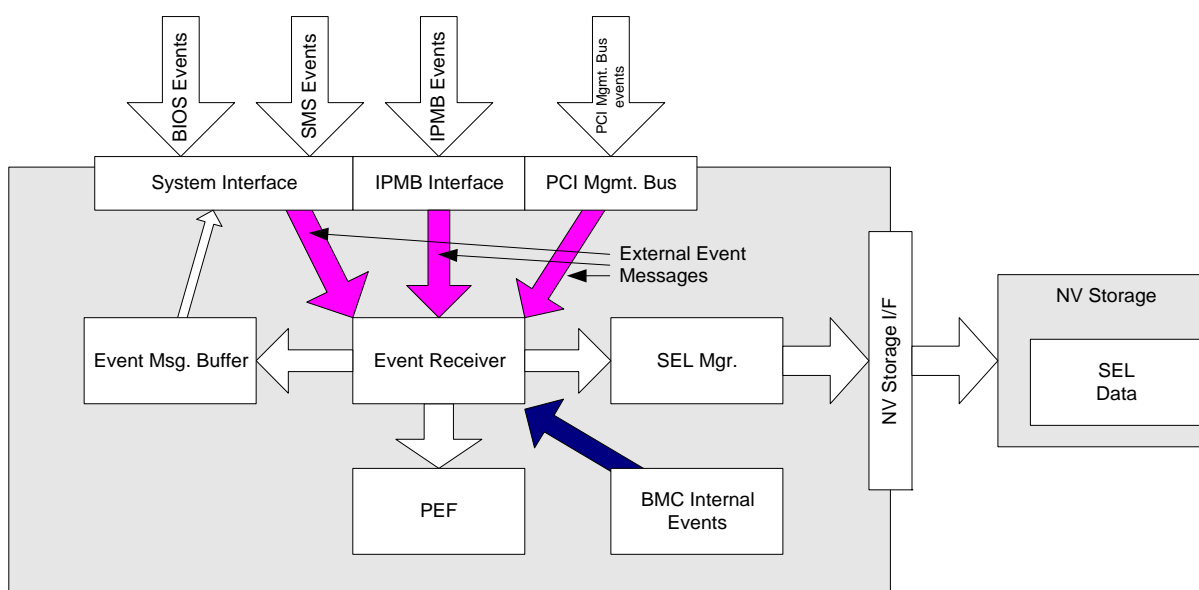 BIOS Events
SMS Events
IPMB Events
PCI Mgmt. Bus
events
System Interface
IPMB Interface
PCI Mgmt. Bus
External Event
Messages
NV Storage I/F
NV Storage
Event Msg. Buffer
Event Receiver
SEL Mgr.
SEL
Data
PEF
BMC Internal
Events